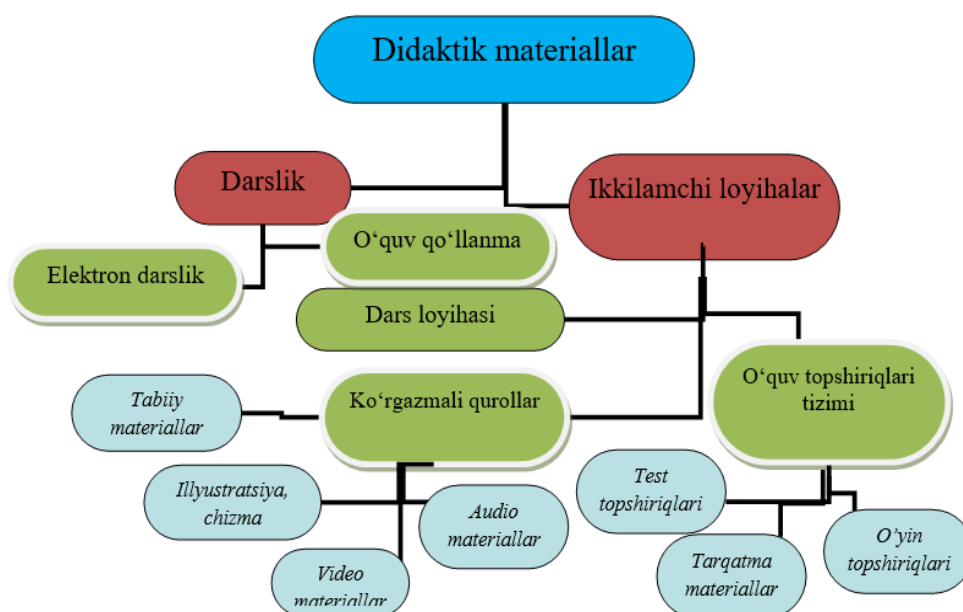 Didaktik materiallar
Darslik
Ikkilamchi loyihalar
O‘quv qo‘llanma
Elektron darslik
Dars loyihasi
Ko‘rgazmali qurollar
O‘quv topshiriqlari
tizimi
Tabiiy
materiallar
Illyustratsiya,
chizma
Audio
materiallar
Video
materiallar
Test
topshiriqlari
Tarqatma
materiallar
O’yin
topshiriqlari